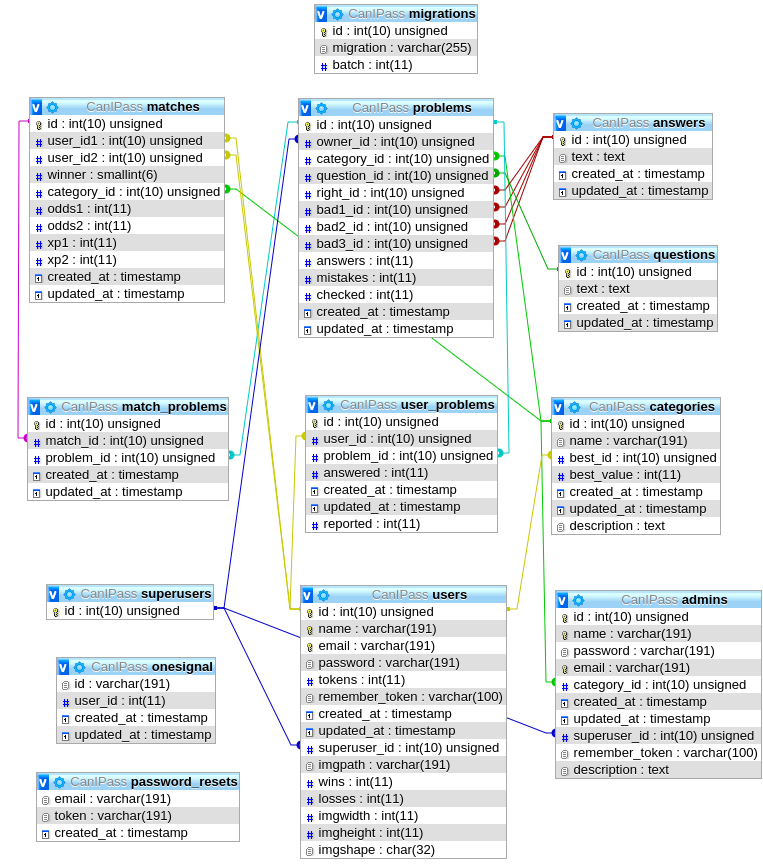 CanIPass migrations
id : int(10) unsigned
migration : varchar(255)
batch : int(11)
CanIPass matches
id : int(10) unsigned
user_id1 : int(10) unsigned
user_id2 : int(10) unsigned
winner : smallint(6)
category_id : int(10) unsigned
odds1 : int(11)
odds2 : int(11)
xp1 : int(11)
xp2 : int(11)
created_at : timestamp
updated_at : timestamp
CanIPass problems
id : int(10) unsigned
owner_id : int(10) unsigned
category_id : int(10) unsigned
question_id : int(10) unsigned
right_id : int(10) unsigned
bad1_id : int(10) unsigned
bad2_id : int(10) unsigned
bad3_id : int(10) unsigned
answers : int(11)
mistakes : int(11)
checked : int(11)
created_at : timestamp
updated_at : timestamp
CanIPass answers
id : int(10) unsigned
text : text
created_at : timestamp
updated_at : timestamp
CanIPass questions
id : int(10) unsigned
text : text
created_at : timestamp
updated_at : timestamp
CanIPass match_problems
id : int(10) unsigned
match_id : int(10) unsigned
problem_id : int(10) unsigned
created_at : timestamp
updated_at : timestamp
CanIPass user_problems
id : int(10) unsigned
user_id : int(10) unsigned
problem_id : int(10) unsigned
answered : int(11)
created_at : timestamp
updated_at : timestamp
reported : int(11)
CanIPass categories
id : int(10) unsigned
name : varchar(191)
best_id : int(10) unsigned
best_value : int(11)
created_at : timestamp
updated_at : timestamp
description : text
CanIPass superusers
id : int(10) unsigned
CanIPass onesignal
id : varchar(191)
user_id : int(11)
created_at : timestamp
updated_at : timestamp
CanIPass password_resets
email : varchar(191)
token : varchar(191)
created_at : timestamp
CanIPass users
id : int(10) unsigned
name : varchar(191)
email : varchar(191)
password : varchar(191)
tokens : int(11)
remember_token : varchar(100)
created_at : timestamp
updated_at : timestamp
superuser_id : int(10) unsigned
imgpath : varchar(191)
wins : int(11)
losses : int(11)
imgwidth : int(11)
imgheight : int(11)
imgshape : char(32)
CanIPass admins
id : int(10) unsigned
name : varchar(191)
password : varchar(191)
email : varchar(191)
category_id : int(10) unsigned
created_at : timestamp
updated_at : timestamp
superuser_id : int(10) unsigned
remember_token : varchar(100)
description : text